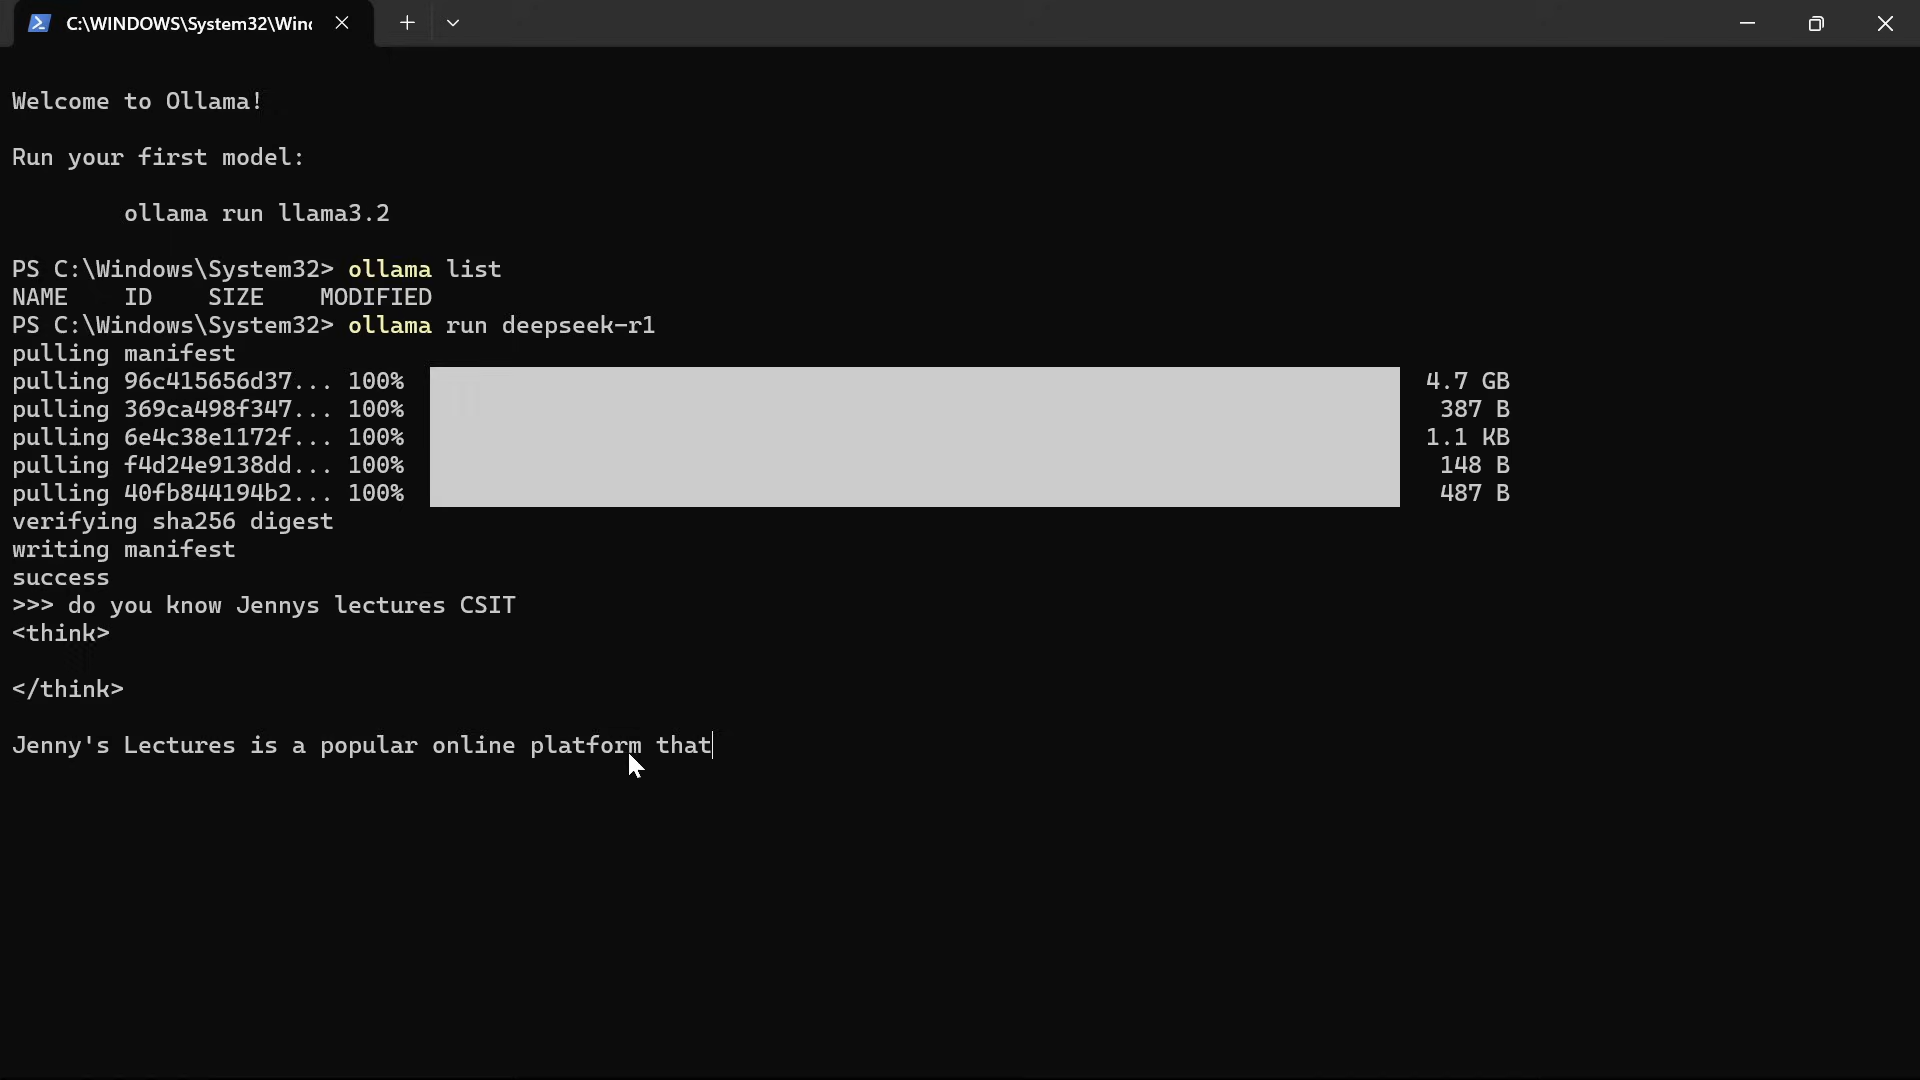 C:\WINDOWS\System32\Wind
Welcome to Ollama!
Run your first model:
ollama run llama3.2
PS C:\Windows\System32> ollama list
NAME    ID    SIZE    MODIFIED
PS C:\Windows\System32> ollama run deepseek-r1
pulling manifest
pulling 96c415656d37... 100% 4.7 GB
pulling 369ca498f347... 100% 387 B
pulling 6e4c38e1172f... 100% 1.1 KB
pulling f4d24e9138dd... 100% 148 B
pulling 40fb844194b2... 100% 487 B
verifying sha256 digest
writing manifest
success
>>> do you know Jennys lectures CSIT
<think>
</think>
Jenny's Lectures is a popular online platform that